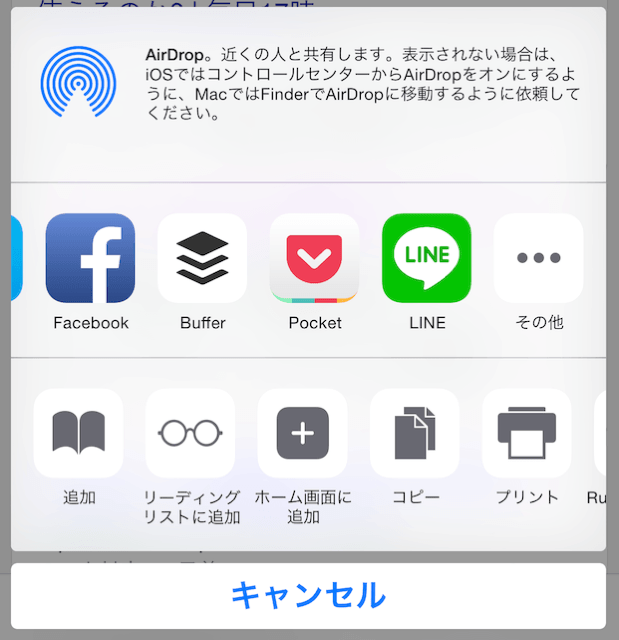 AirDrop。近くの人と共有します。表示されない場合は、
iOSではコントロールセンターからAirDropをオンにするよ
うに、MacではFinderでAirDropに移動するように依頼して
ください。
LINE
Facebook
Buffer
Pocket
LINE
その他
追加
リーディング
リストに追加
ホーム画面に
追加
コピー
プリント
Ru
キャンセル